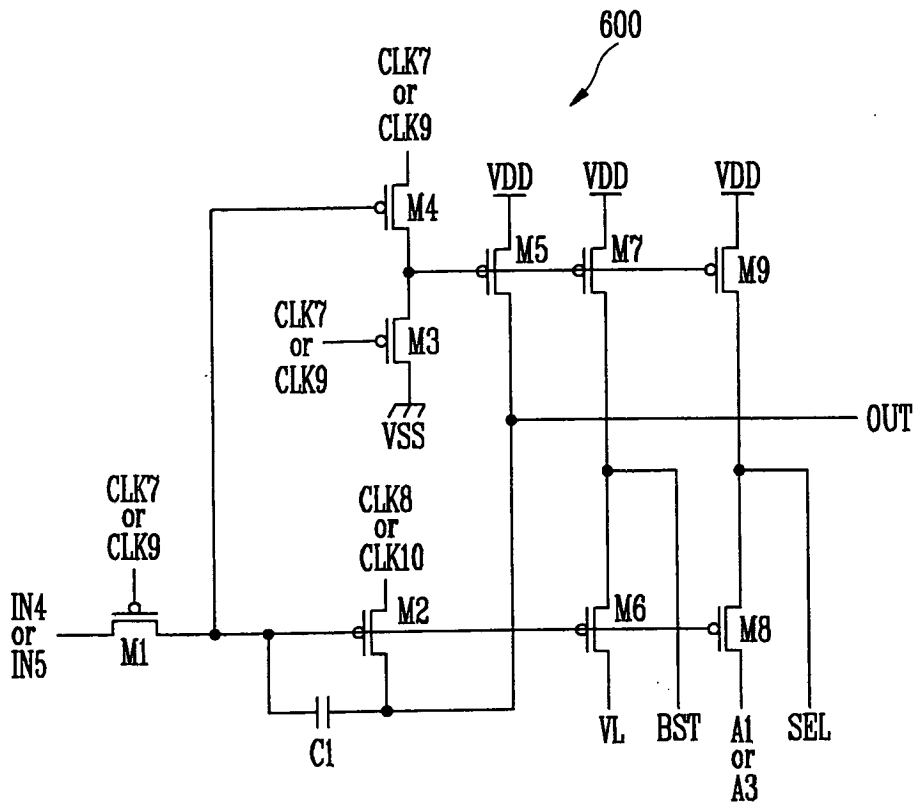 600
CLK7
or
CLK9
VDD
VDD
VDD
M4
M5
M7
M9
CLK7
or
CLK9
M3
VSS
OUT
CLK7
or
CLK9
CLK8
or
CLK10
IN4
or
IN5
M1
M2
M6
M8
C1
VL
BST
A1
or
A3
SEL